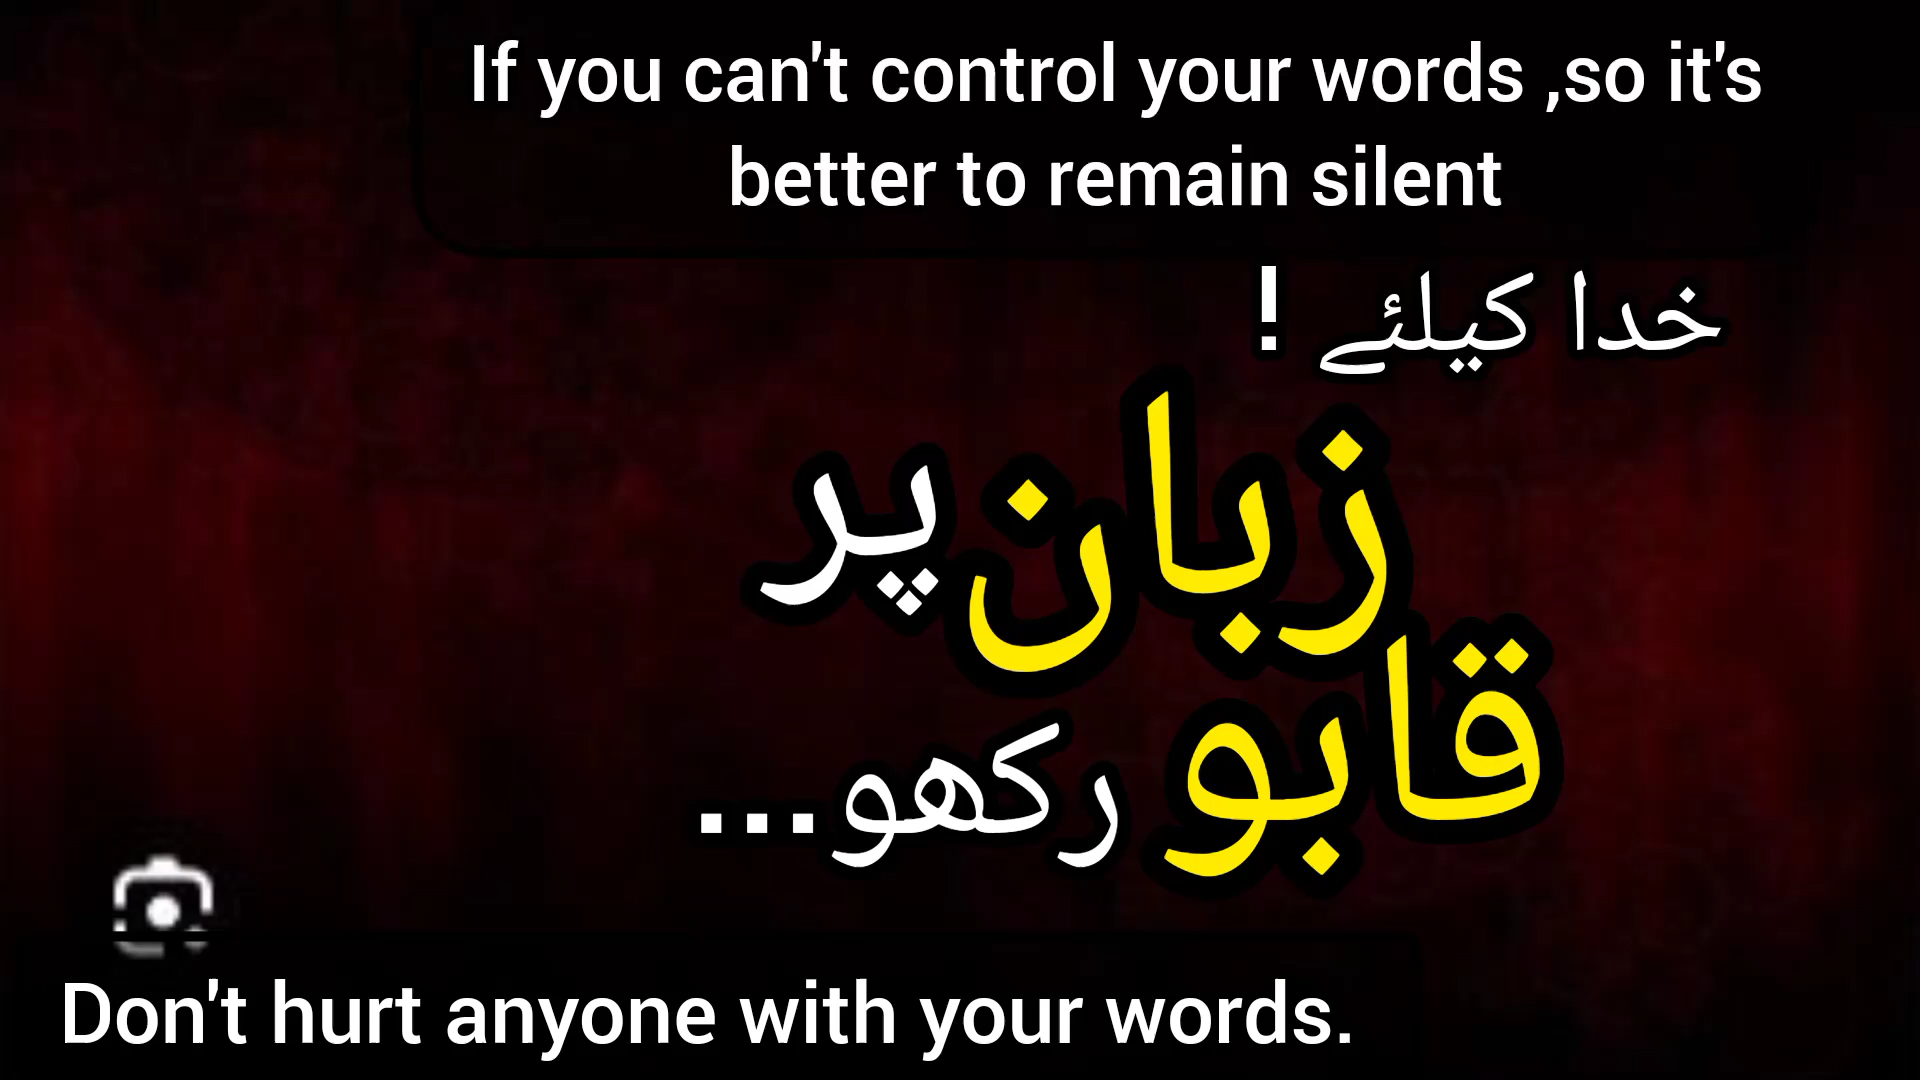 If you can't control your words ,so it's
better to remain silent
خدا کیلئے !
زبان پر
قابو رکھو...
Don't hurt anyone with your words.